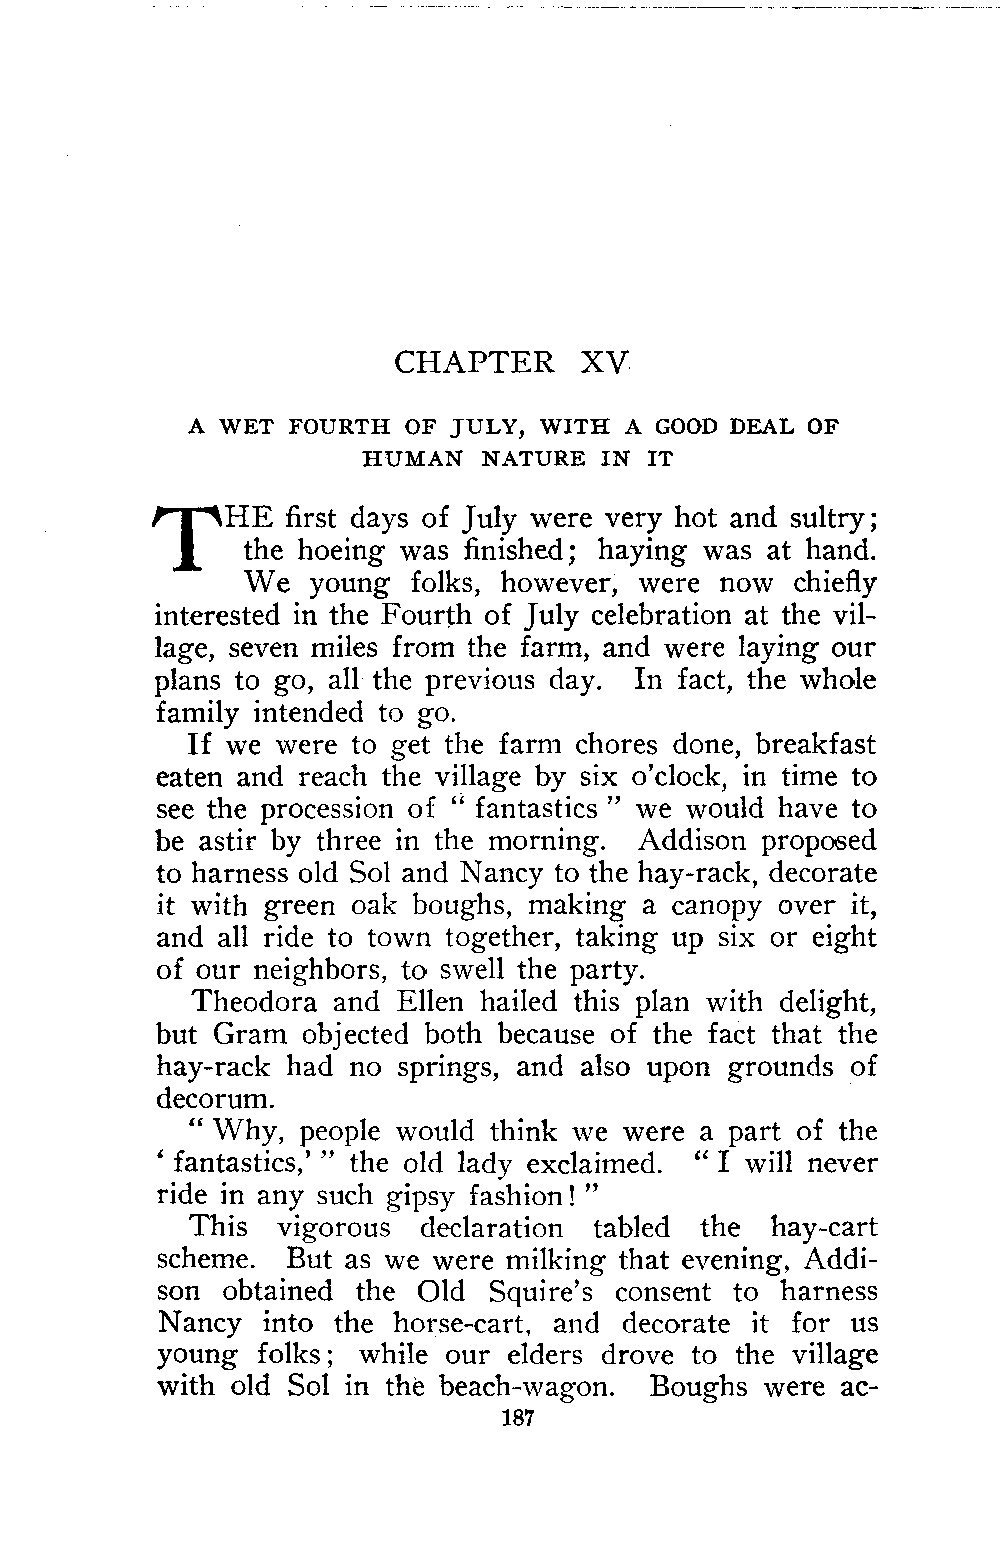 CHAPTER XV
A WET FOURTH OF JULY, WITH A GOOD DEAL OF
HUMAN NATURE IN IT
THE first days of July were very hot and sultry;
the hoeing was finished; haying was at hand.
We young folks, however, were now chiefly
interested in the Fourth of July celebration at the vil-
lage, seven miles from the farm, and were laying our
plans to go, all the previous day. In fact, the whole
family intended to go.
If we were to get the farm chores done, breakfast
eaten and reach the village by six o'clock, in time to
see the procession of “ fantastics ” we would have to
be astir by three in the morning. Addison proposed
to harness old Sol and Nancy to the hay-rack, decorate
it with green oak boughs, making a canopy over it,
and all ride to town together, taking up six or eight
of our neighbors, to swell the party.
Theodora and Ellen hailed this plan with delight,
but Gram objected both because of the fact that the
hay-rack had no springs, and also upon grounds of
decorum.
“ Why, people would think we were a part of the
‘ fantastics,’ ” the old lady exclaimed. “ I will never
ride in any such gipsy fashion! ”
This vigorous declaration tabled the hay-cart
scheme. But as we were milking that evening, Addi-
son obtained the Old Squire's consent to harness
Nancy into the horse-cart, and decorate it for us
young folks; while our elders drove to the village
with old Sol in the beach-wagon. Boughs were ac-
187